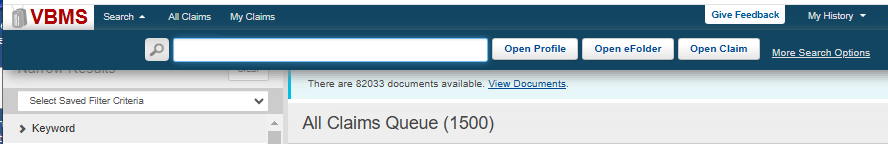 VBMS Search All Claims My Claims Give Feedback My History
Open Profile Open eFolder Open Claim More Search Options
Narrow Results Clear
There are 82033 documents available. View Documents.
Select Saved Filter Criteria
All Claims Queue (1500)
Keyword